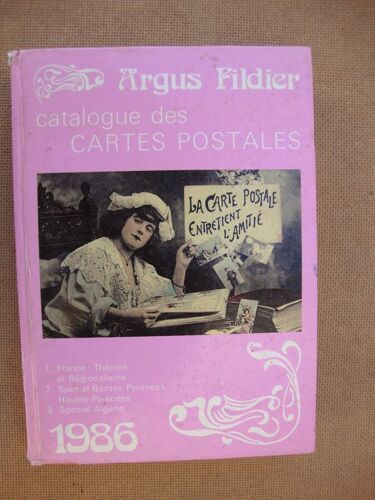 Argus Fildier
catalogue des
CARTES POSTALES
LA CARTE POSTALE
ENTRETIENT
L'AMITIÉ
1. France : Thèmes
et Régionalisme
2. Spécial Basses-Pyrénées
Hautes-Pyrénées
3. Spécial Algérie
1986